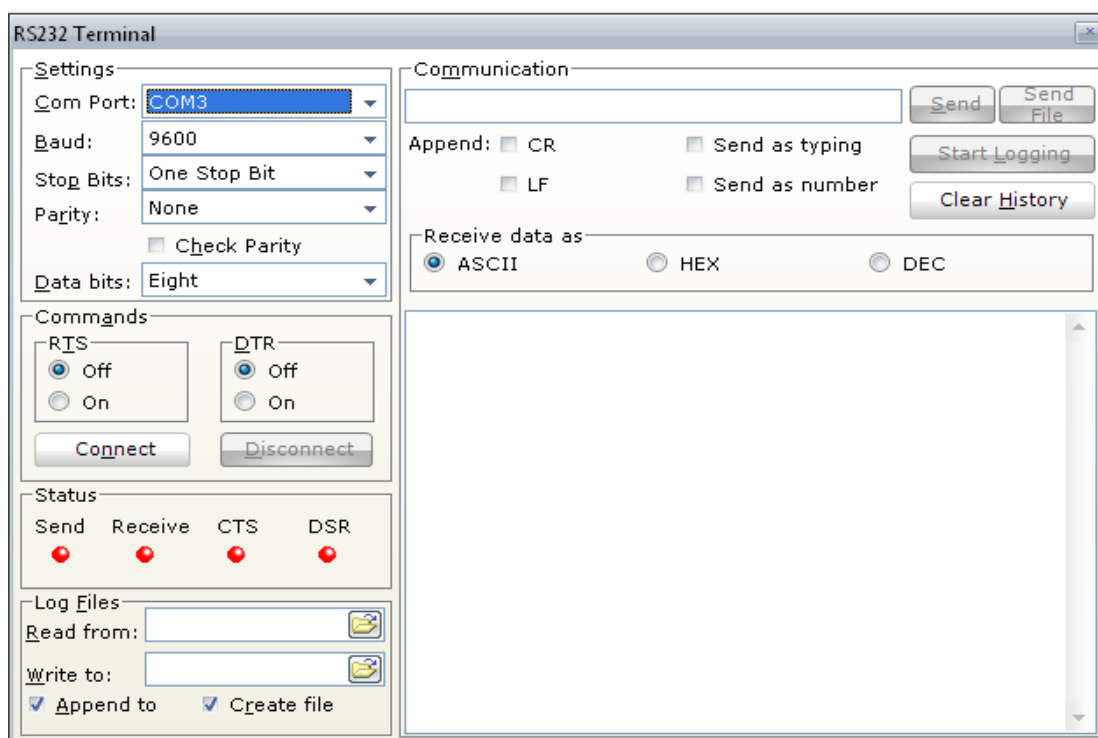 RS232 Terminal
Settings
Com Port: COM3
Baud: 9600
Stop Bits: One Stop Bit
Parity: None
Check Parity
Data bits: Eight
Commands
RTS
Off
On
DTR
Off
On
Connect
Disconnect
Status
Send Receive CTS DSR
Log Files
Read from:
Write to:
Append to Create file
Communication
Send
Send
File
Append: CR Send as typing
LF Send as number
Start Logging
Clear History
Receive data as
ASCII HEX DEC